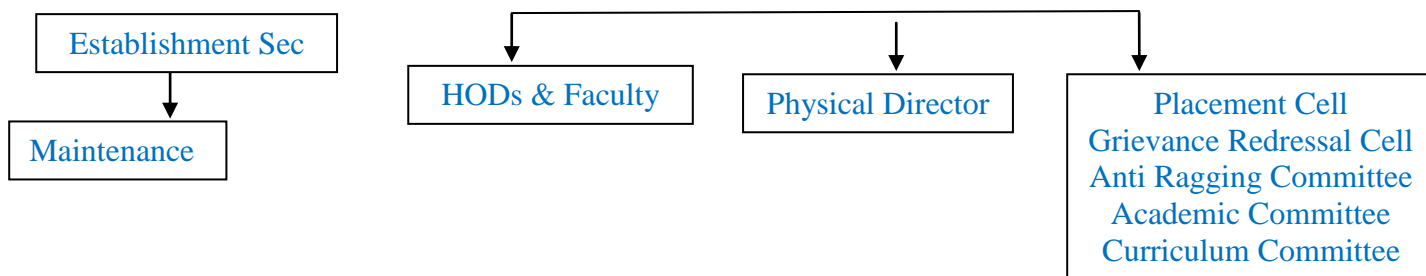 Establishment Sec
Maintenance
HODs & Faculty
Physical Director
Placement Cell
Grievance Redressal Cell
Anti Ragging Committee
Academic Committee
Curriculum Committee